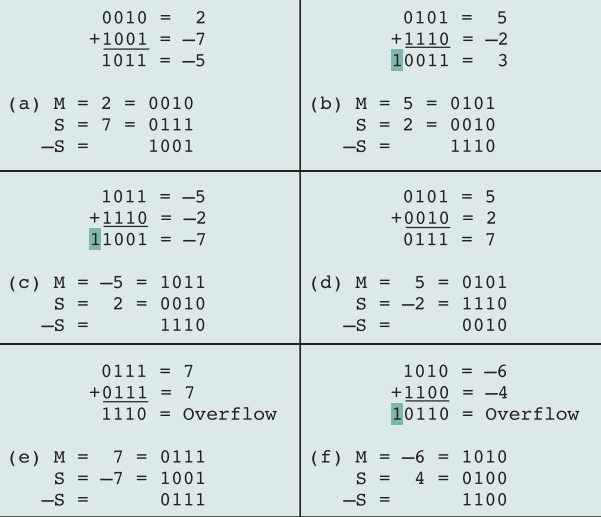 0010 = 2
+1001 = –7
1011 = –5
(a) M = 2 = 0010
S = 7 = 0111
–S = 1001
0101 = 5
+1110 = –2
10011 = 3
(b) M = 5 = 0101
S = 2 = 0010
–S = 1110
1011 = –5
+1110 = –2
11001 = –7
(c) M = –5 = 1011
S = 2 = 0010
–S = 1110
0101 = 5
+0010 = 2
0111 = 7
(d) M = 5 = 0101
S = –2 = 1110
–S = 0010
0111 = 7
+0111 = 7
1110 = Overflow
(e) M = 7 = 0111
S = –7 = 1001
–S = 0111
1010 = –6
+1100 = –4
10110 = Overflow
(f) M = –6 = 1010
S = 4 = 0100
–S = 1100